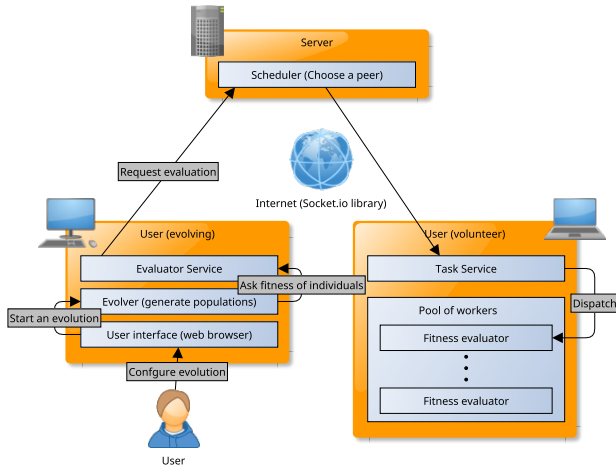 Server
Scheduler (Choose a peer)
Request evaluation
Internet (Socket.io library)
User (evolving)
User (volunteer)
Evaluator Service
Task Service
Ask fitness of individuals
Evolver (generate populations)
Dispatch
Start an evolution
Pool of workers
User interface (web browser)
Fitness evaluator
Confgure evolution
Fitness evaluator
User